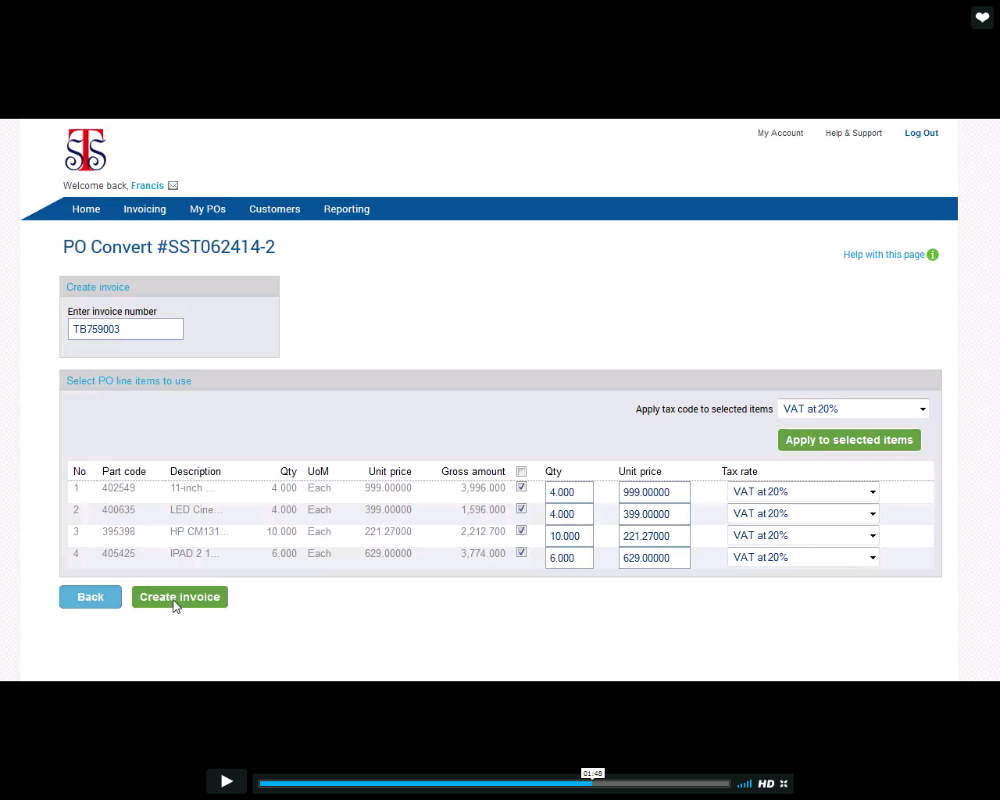 STS
My Account Help & Support Log Out
Welcome back, Francis
Home Invoicing My POs Customers Reporting
PO Convert #SST062414-2
Help with this page i
Create invoice
Enter invoice number
TB759003
Select PO line items to use
Apply tax code to selected items VAT at 20%
Apply to selected items
No Part code Description Qty UoM Unit price Gross amount Qty Unit price Tax rate
1 402549 11-inch ... 4.000 Each 999.00000 3,996.000 4.000 999.00000 VAT at 20%
2 400635 LED Cine... 4.000 Each 399.00000 1,596.000 4.000 399.00000 VAT at 20%
3 395398 HP CM131... 10.000 Each 221.27000 2,212.700 10.000 221.27000 VAT at 20%
4 405425 IPAD 2 1... 6.000 Each 629.00000 3,774.000 6.000 629.00000 VAT at 20%
Back Create invoice
01:48
HD